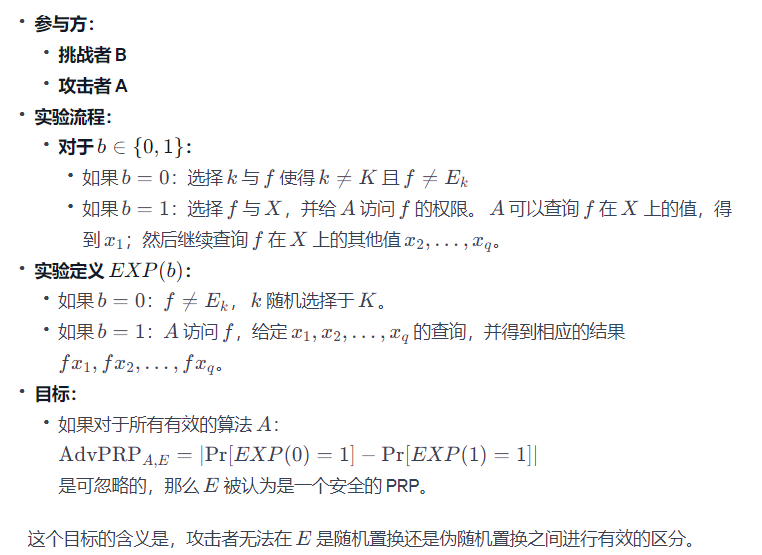 • 参与方：
• 挑战者 B
• 攻击者 A
• 实验流程：
• 对于 b ∈ {0, 1}：
• 如果 b = 0：选择 k 与 f 使得 k ≠ K 且 f ≠ E_k
• 如果 b = 1：选择 f 与 X，并给 A 访问 f 的权限。 A 可以查询 f 在 X 上的值，得
到 x_1；然后继续查询 f 在 X 上的其他值 x_2, . . . , x_q。
• 实验定义 EXP(b)：
• 如果 b = 0：f ≠ E_k， k 随机选择于 K。
• 如果 b = 1：A 访问 f，给定 x_1, x_2, . . . , x_q 的查询，并得到相应的结果
fx_1, fx_2, . . . , fx_q。
• 目标：
• 如果对于所有有效的算法 A：
AdvPRP_{A,E} = |Pr[EXP(0) = 1] − Pr[EXP(1) = 1]|
是可忽略的，那么 E 被认为是一个安全的 PRP。
这个目标的含义是，攻击者无法在 E 是随机置换还是伪随机置换之间进行有效的区分。